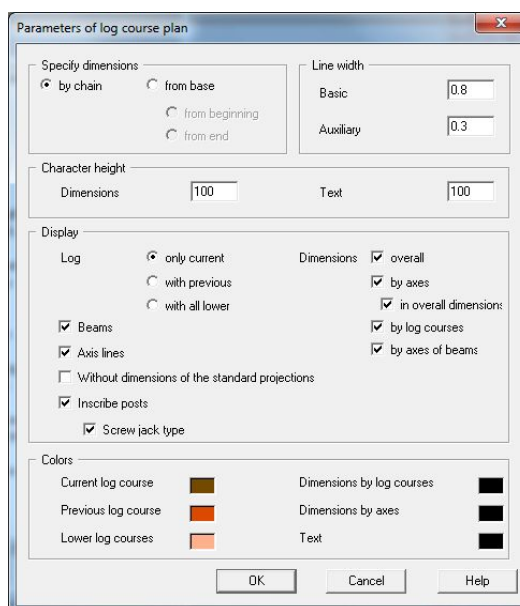 Parameters of log course plan
Specify dimensions
by chain
from base
from beginning
from end
Line width
Basic 0.8
Auxiliary 0.3
Character height
Dimensions 100
Text 100
Display
Log
only current
with previous
with all lower
Dimensions
overall
by axes
in overall dimensions
by log courses
by axes of beams
Beams
Axis lines
Without dimensions of the standard projections
Inscribe posts
Screw jack type
Colors
Current log course
Previous log course
Lower log courses
Dimensions by log courses
Dimensions by axes
Text
OK
Cancel
Help